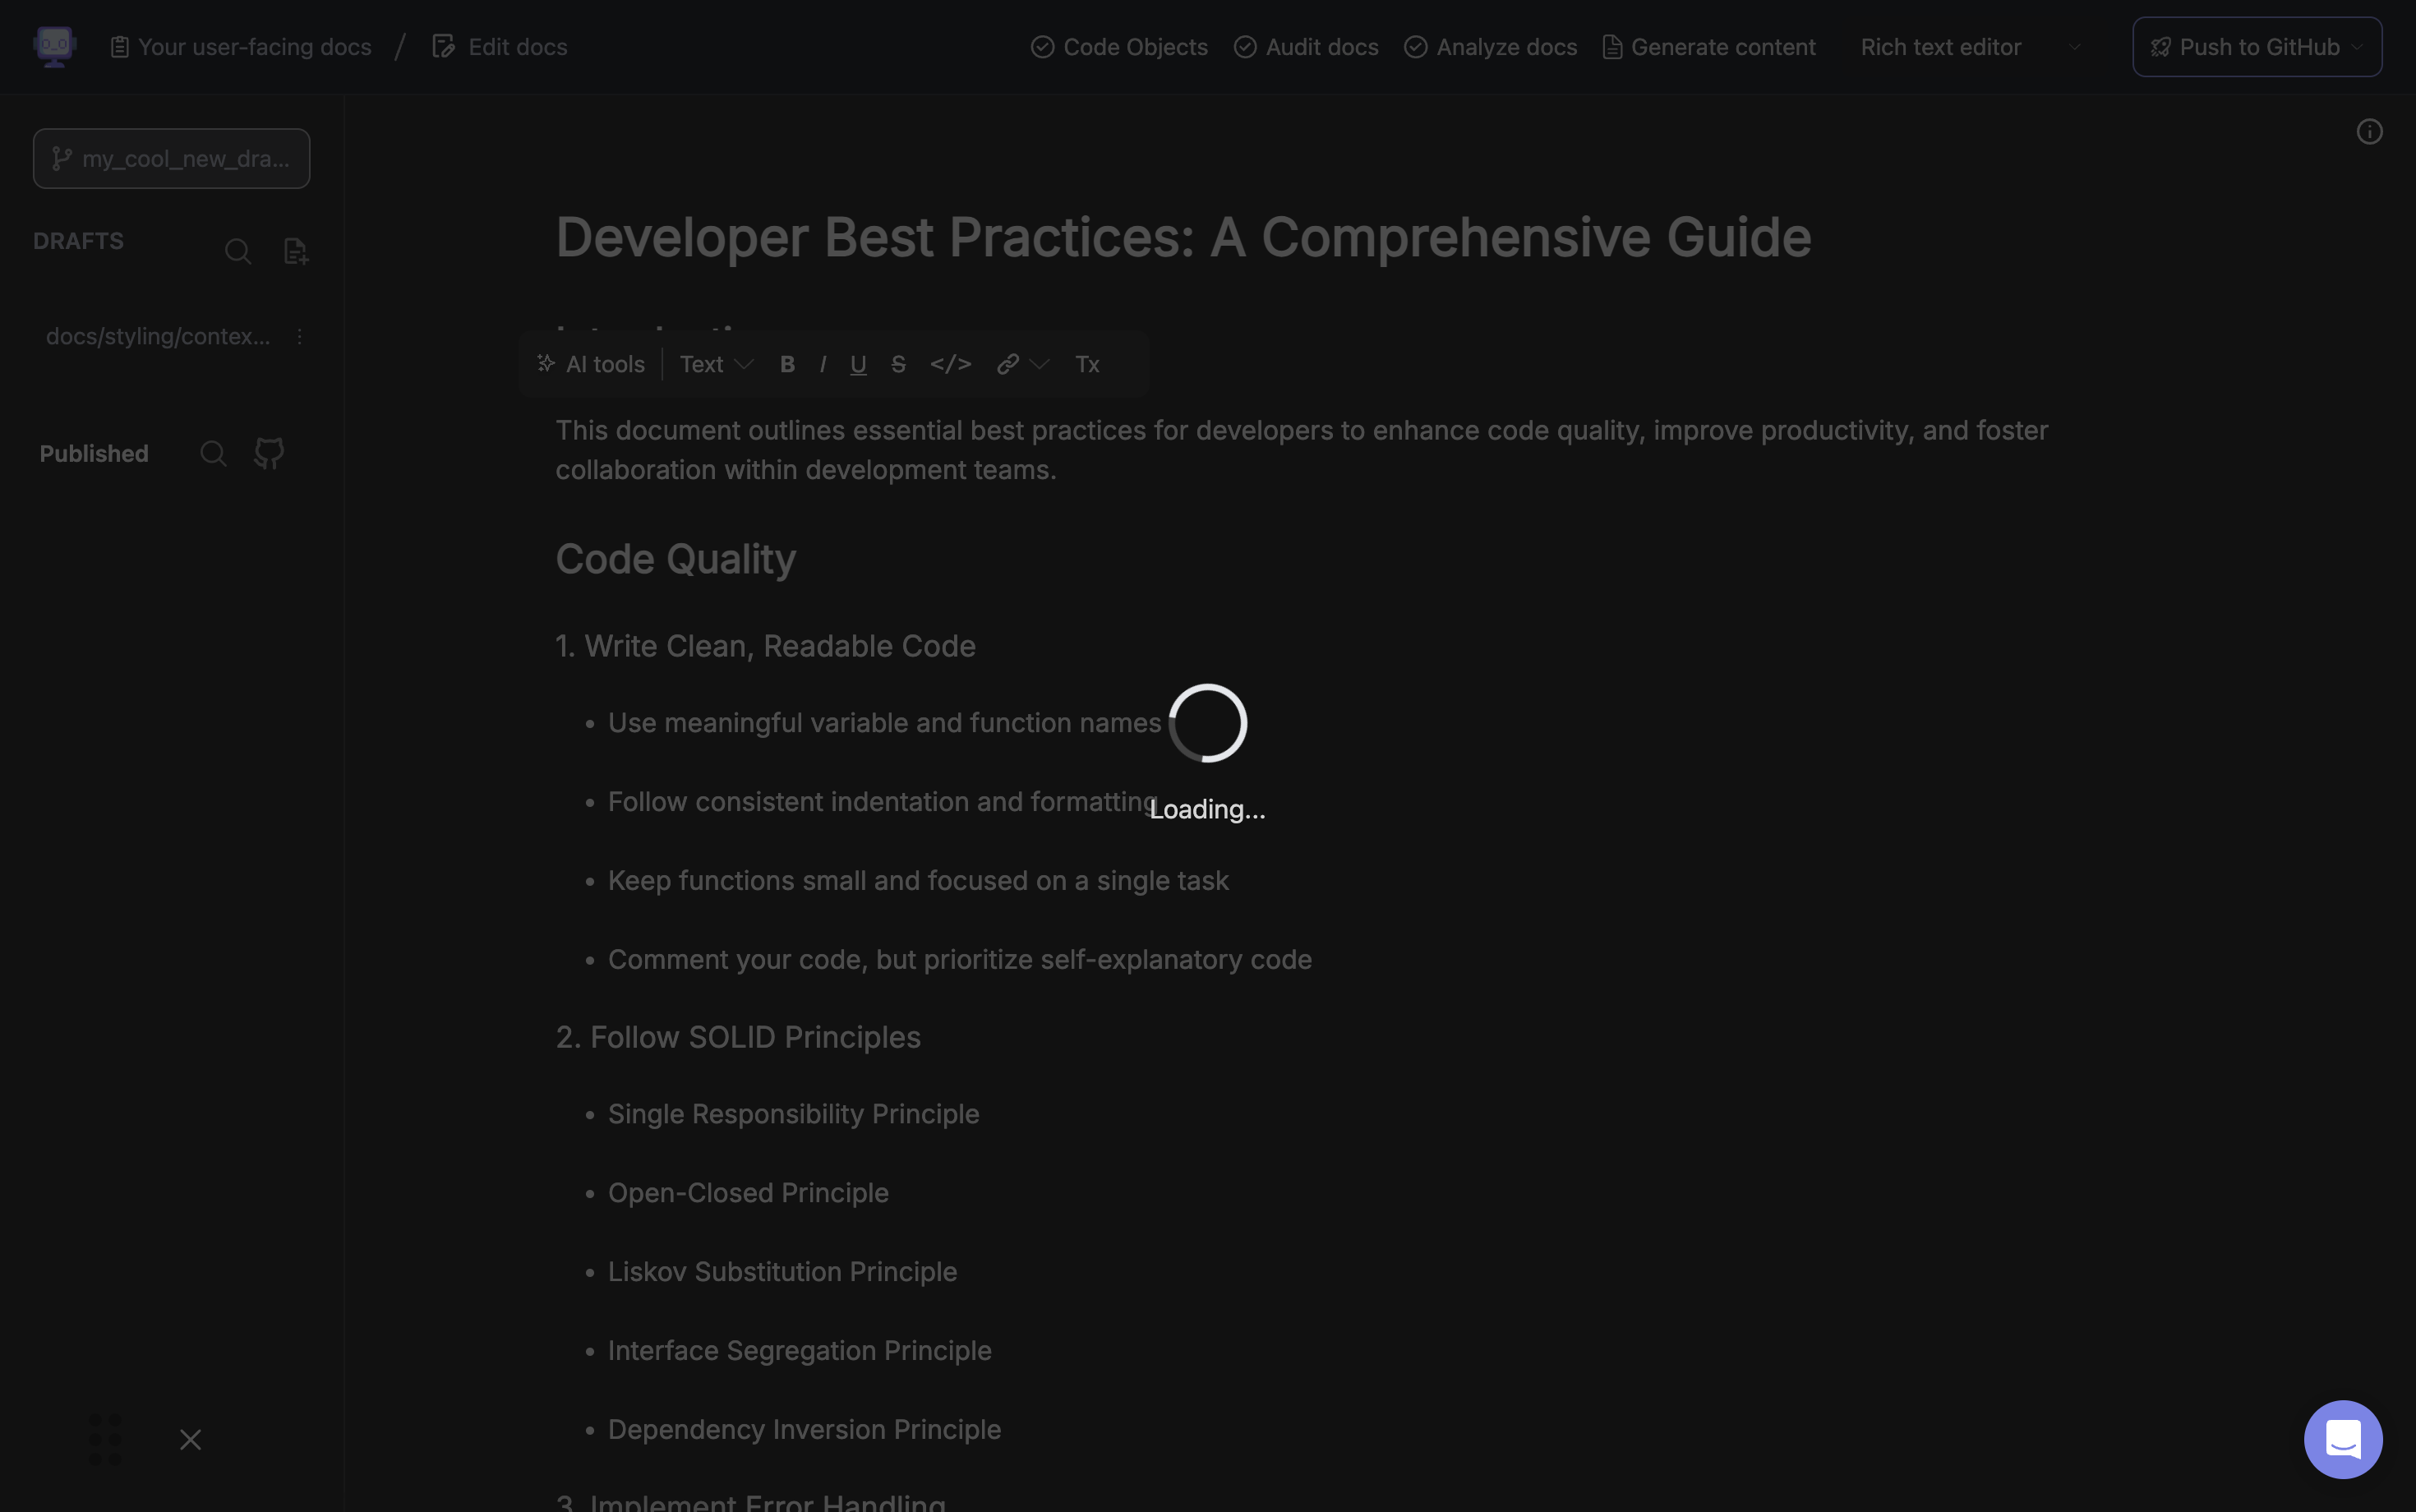 Your user-facing docs / Edit docs
Code Objects Audit docs Analyze docs Generate content Rich text editor Push to GitHub
my_cool_new_dra...
DRAFTS
docs/styling/contex...
Published
Developer Best Practices: A Comprehensive Guide
AI tools Text B I U S </> Tx
This document outlines essential best practices for developers to enhance code quality, improve productivity, and foster
collaboration within development teams.
Code Quality
1. Write Clean, Readable Code
• Use meaningful variable and function names
• Follow consistent indentation and formatting
Loading...
• Keep functions small and focused on a single task
• Comment your code, but prioritize self-explanatory code
2. Follow SOLID Principles
• Single Responsibility Principle
• Open-Closed Principle
• Liskov Substitution Principle
• Interface Segregation Principle
• Dependency Inversion Principle
3. Implement Error Handling